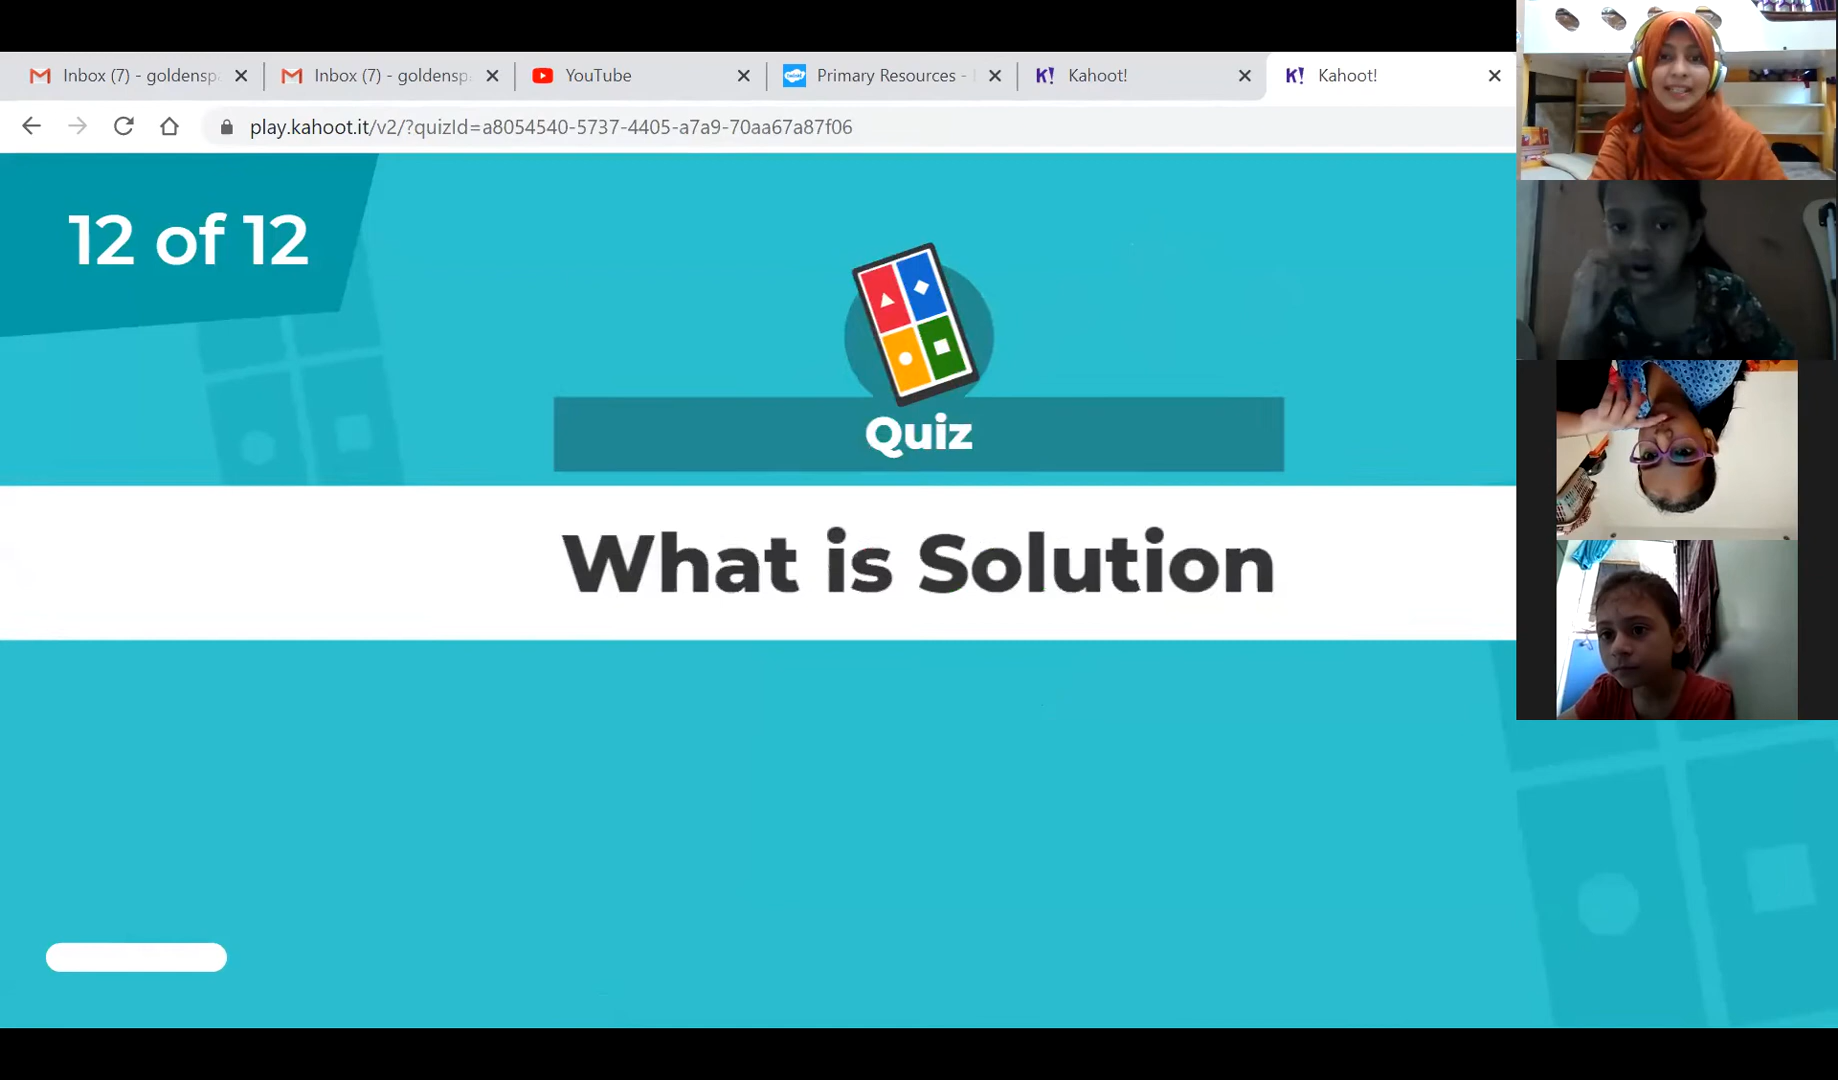 Inbox (7) - goldensp
Inbox (7) - goldensp
YouTube
Primary Resources -
K! Kahoot!
K! Kahoot!
play.kahoot.it/v2/?quizId=a8054540-5737-4405-a7a9-70aa67a87f06
12 of 12
Quiz
What is Solution